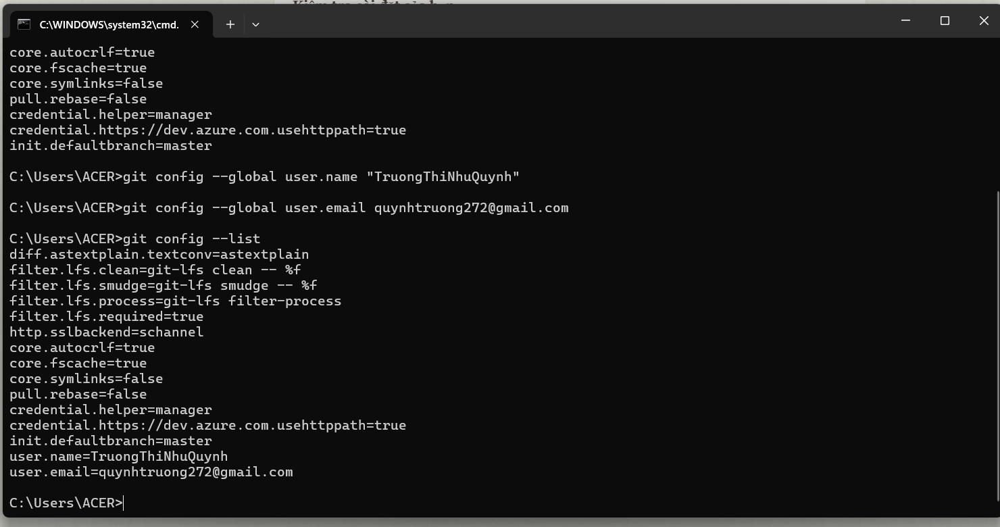 C:\WINDOWS\system32\cmd.
core.autocrlf=true
core.fscache=true
core.symlinks=false
pull.rebase=false
credential.helper=manager
credential.https://dev.azure.com.usehttppath=true
init.defaultbranch=master
C:\Users\ACER>git config --global user.name "TruongThiNhuQuynh"
C:\Users\ACER>git config --global user.email quynhtruong272@gmail.com
C:\Users\ACER>git config --list
diff.astextplain.textconv=astextplain
filter.lfs.clean=git-lfs clean -- %f
filter.lfs.smudge=git-lfs smudge -- %f
filter.lfs.process=git-lfs filter-process
filter.lfs.required=true
http.sslbackend=schannel
core.autocrlf=true
core.fscache=true
core.symlinks=false
pull.rebase=false
credential.helper=manager
credential.https://dev.azure.com.usehttppath=true
init.defaultbranch=master
user.name=TruongThiNhuQuynh
user.email=quynhtruong272@gmail.com
C:\Users\ACER>